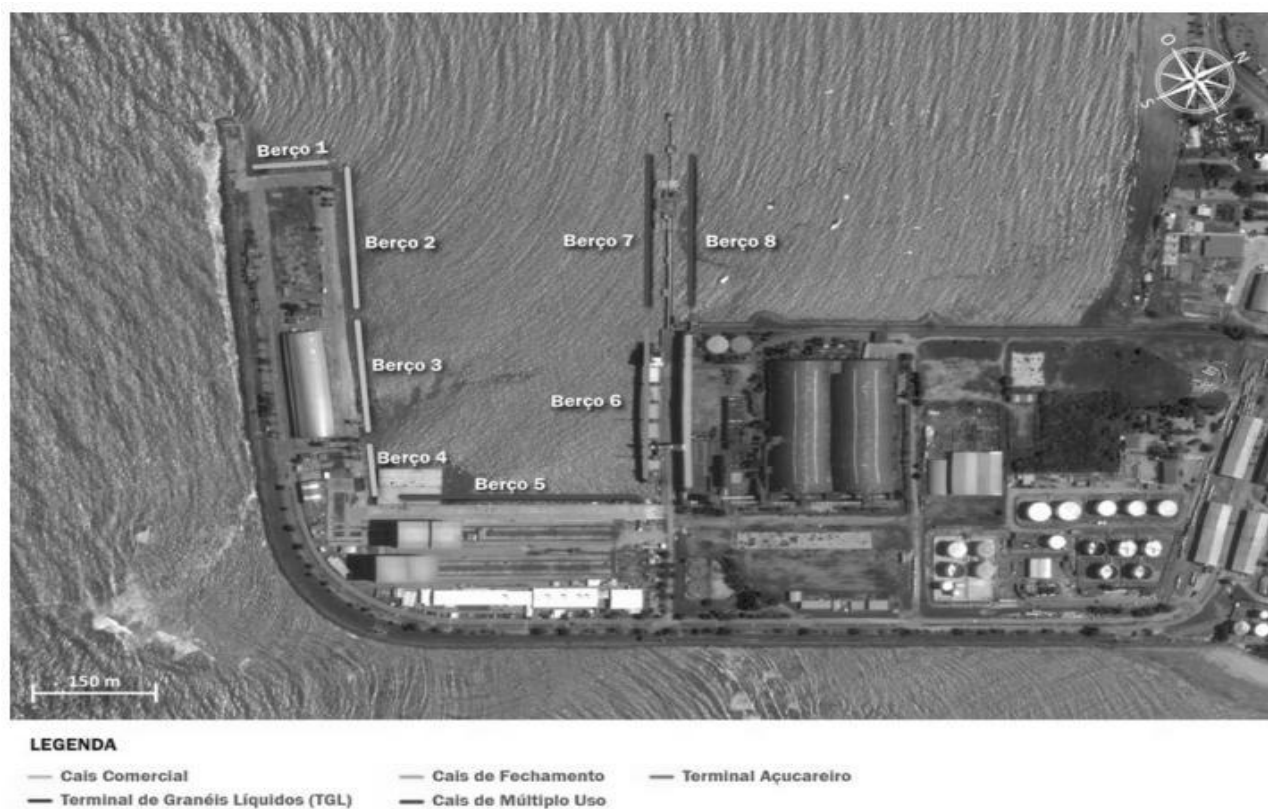 O
N
S
L
Berço 1
Berço 2
Berço 7
Berço 8
Berço 3
Berço 6
Berço 4
Berço 5
150 m
LEGENDA
Cais Comercial
Cais de Fechamento
Terminal Açucareiro
Terminal de Granéis Líquidos (TGL)
Cais de Múltiplo Uso